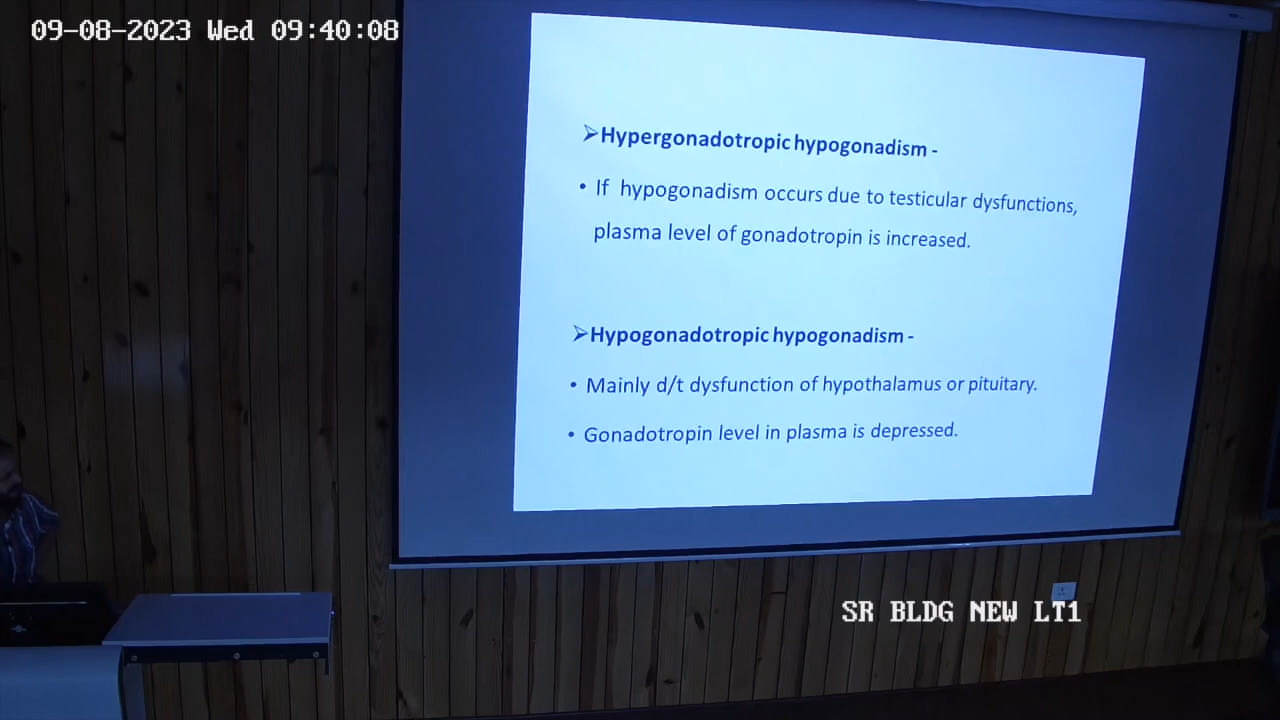 09-08-2023 Wed 09:40:08
➢Hypergonadotropic hypogonadism -
• If hypogonadism occurs due to testicular dysfunctions,
plasma level of gonadotropin is increased.
➢Hypogonadotropic hypogonadism -
• Mainly d/t dysfunction of hypothalamus or pituitary.
• Gonadotropin level in plasma is depressed.
SR BLDG NEW LT1